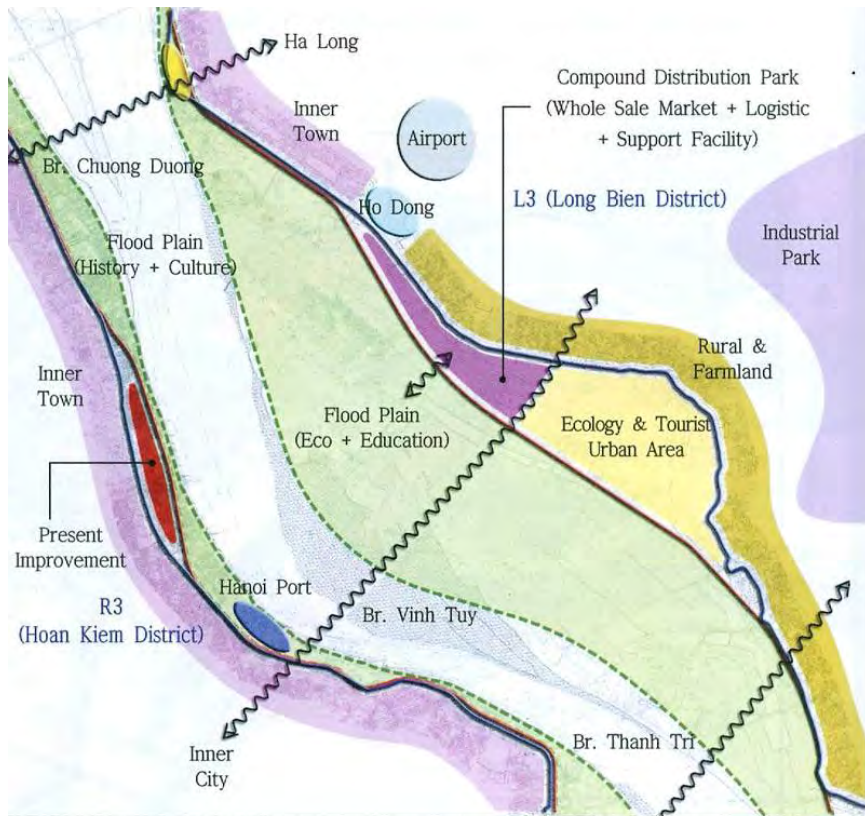 Ha Long
Compound Distribution Park
(Whole Sale Market + Logistic
+ Support Facility)
Inner
Town
Airport
Br. Chuong Duong
Ho Dong
L3 (Long Bien District)
Industrial
Park
Flood Plain
(History + Culture)
Rural &
Farmland
Inner
Town
Flood Plain
(Eco + Education)
Ecology & Tourist
Urban Area
Present
Improvement
Hanoi Port
R3
(Hoan Kiem District)
Br. Vinh Tuy
Br. Thanh Tri
Inner
City